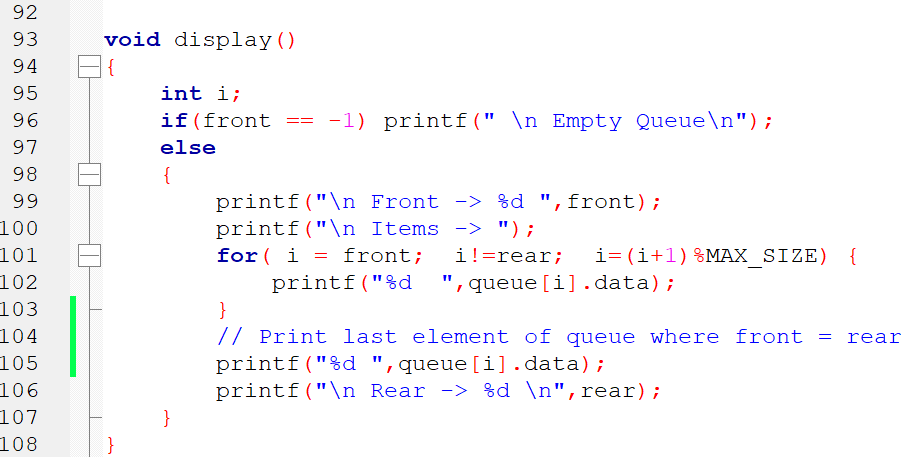 92
93 void display()
94 {
95 int i;
96 if(front == -1) printf(" \n Empty Queue\n");
97 else
98 {
99 printf("\n Front -> %d ",front);
100 printf("\n Items -> ");
101 for( i = front; i!=rear; i=(i+1)%MAX_SIZE) {
102 printf("%d  ",queue[i].data);
103 }
104 // Print last element of queue where front = rear
105 printf("%d ",queue[i].data);
106 printf("\n Rear -> %d \n",rear);
107 }
108 }